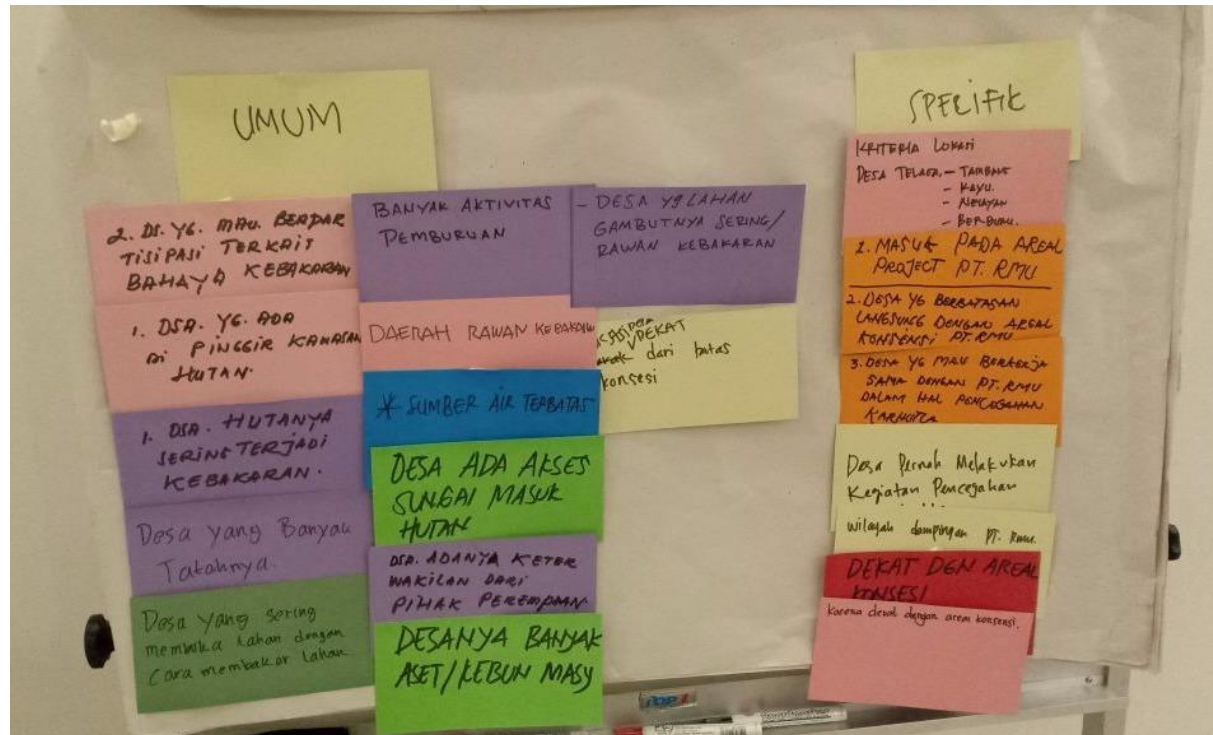 UMUM
2. DS. YG. MAU. BERPAR
TISIPASI TERKAIT
BAHAYA KEBAKARAN
1. DSA. YG. ADA
DI PINGGIR KAWASAN
HUTAN.
1. DSA. HUTANYA
SERING TERJADI
KEBAKARAN.
Desa yang Banyak
Tatahnya.
Desa yang sering
membuka Lahan dengan
Cara membakar Lahan
BANYAK AKTIVITAS
PEMBURUAN
DAERAH RAWAN KEBAKARAN
* SUMBER AIR TERBATAS
DESA ADA AKSES
SUNGAI MASUK
HUTAN
DSA. ADANYA KETER
WAKILAN DARI
PIHAK PEREMPUAN
DESANYA BANYAK
ASET/KEBUN MASY
- DESA YG LAHAN
GAMBUTNYA SERING/
RAWAN KEBAKARAN
DEKAT
dari batas
konsesi
SPECIFIK
KRITERIA LOKASI
DESA TELAGA, - TAMBANG
- KAYU.
- NELAYAN
- BERBURU.
1. MASUK PADA AREAL
PROJECT PT. RMU
2. DESA YG BERBATASAN
LANGSUNG DENGAN AREAL
KONSENSI PT. RMU
3. DESA YG MAU BEKERJA
SAMA DENGAN PT. RMU
DALAM HAL PENCEGAHAN
KARHUTLA
Desa Pernah Melakukan
Kegiatan Pencegahan
wilayah dampingan PT. Rmu.
DEKAT DGN AREAL
KONSESI
Karena dekat dengan areal konsensi.